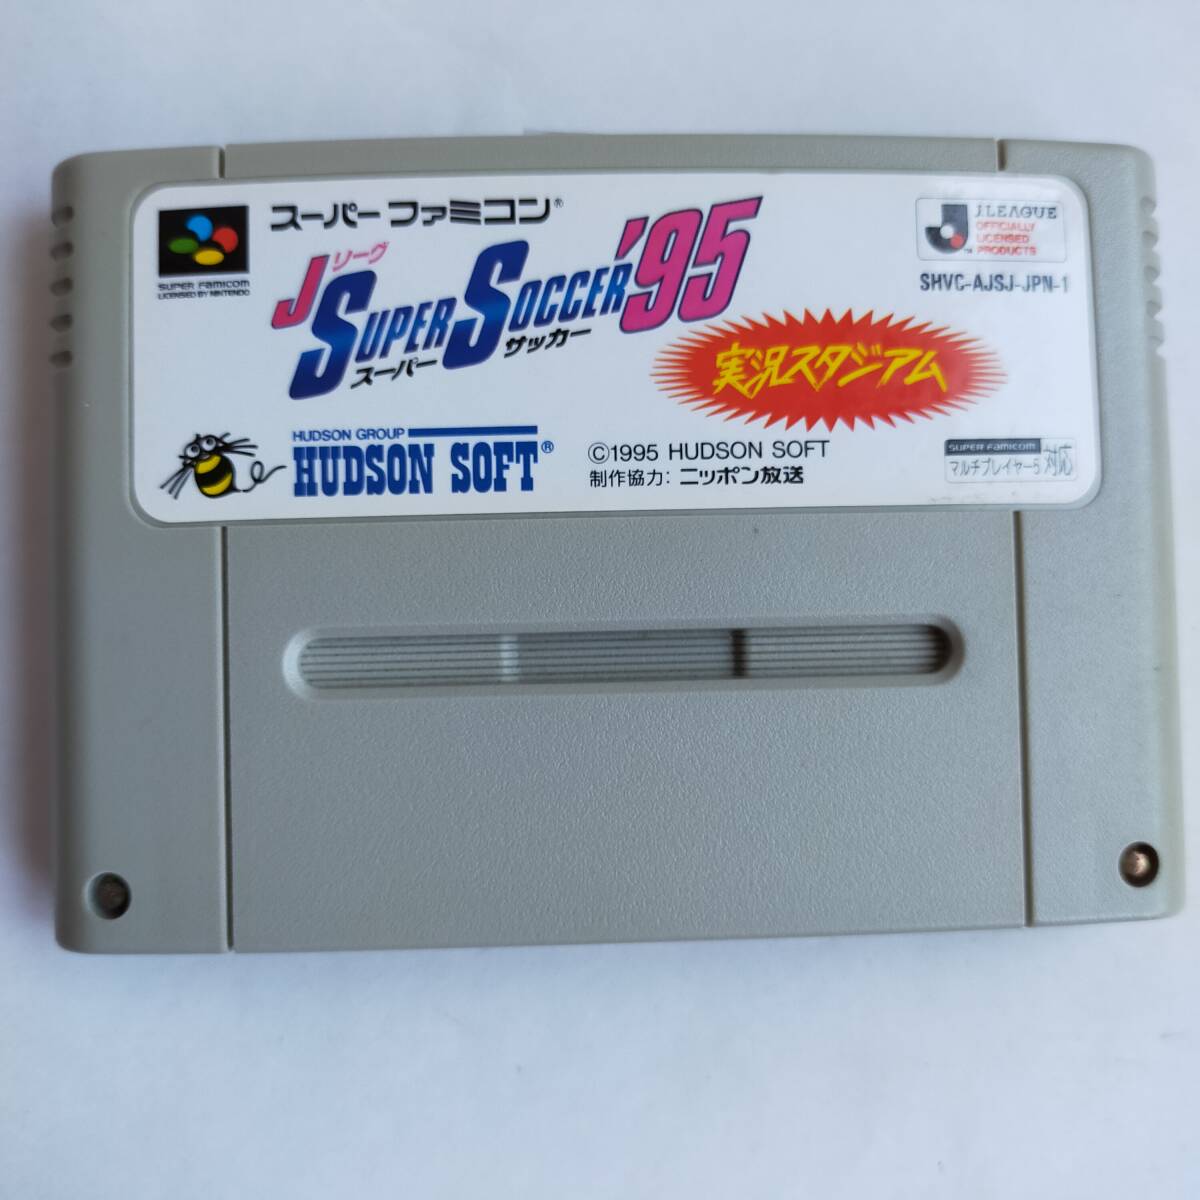 スーパーファミコン®
SUPER FAMICOM
LICENSED BY NINTENDO
Jリーグ
SUPER SOCCER '95
スーパー サッカー
実況スタジアム
J.LEAGUE
OFFICIALLY
LICENSED
PRODUCTS
TM
SHVC-AJSJ-JPN-1
HUDSON GROUP
HUDSON SOFT®
©1995 HUDSON SOFT
制作協力: ニッポン放送
SUPER FAMICOM
マルチプレイヤー5 対応